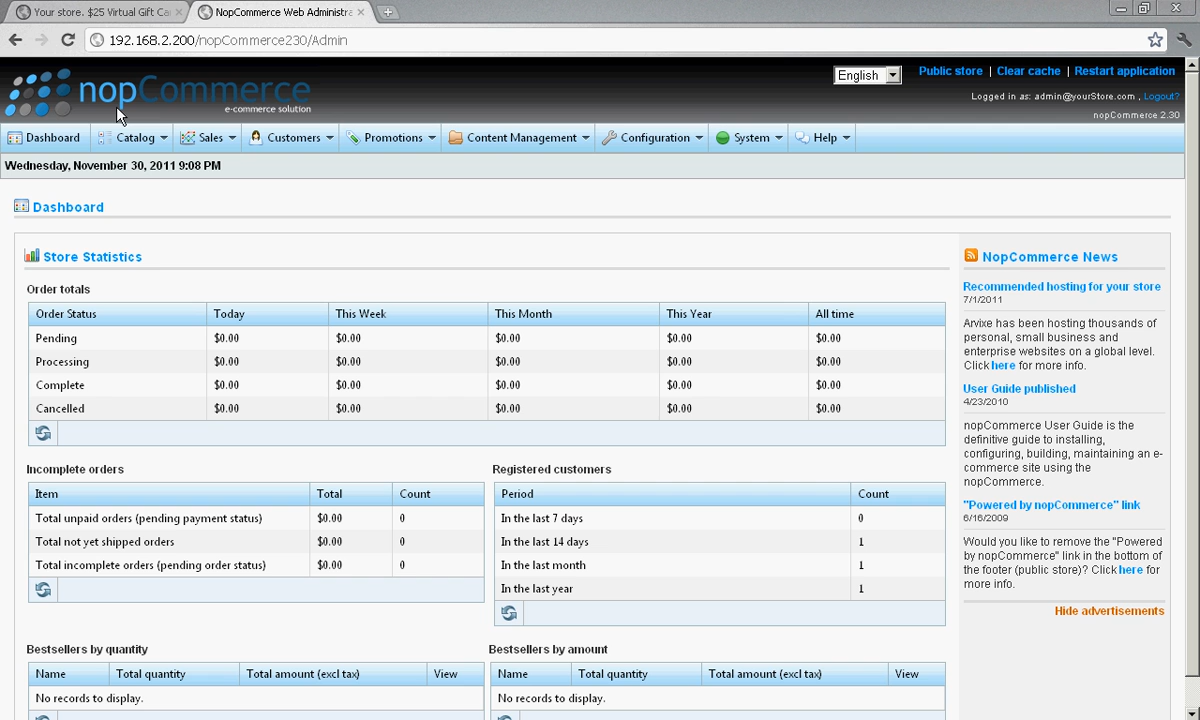 Your store. $25 Virtual Gift Ca
NopCommerce Web Administra
192.168.2.200/nopCommerce230/Admin
nopCommerce
e-commerce solution
English
Public store | Clear cache | Restart application
Logged in as: admin@yourStore.com , Logout?
nopCommerce 2.30
Dashboard Catalog Sales Customers Promotions Content Management Configuration System Help
Wednesday, November 30, 2011 9:08 PM
Dashboard
Store Statistics
Order totals
Order Status Today This Week This Month This Year All time
Pending $0.00 $0.00 $0.00 $0.00 $0.00
Processing $0.00 $0.00 $0.00 $0.00 $0.00
Complete $0.00 $0.00 $0.00 $0.00 $0.00
Cancelled $0.00 $0.00 $0.00 $0.00 $0.00
Incomplete orders
Item Total Count
Total unpaid orders (pending payment status) $0.00 0
Total not yet shipped orders $0.00 0
Total incomplete orders (pending order status) $0.00 0
Registered customers
Period Count
In the last 7 days 0
In the last 14 days 1
In the last month 1
In the last year 1
Bestsellers by quantity
Name Total quantity Total amount (excl tax) View
No records to display.
Bestsellers by amount
Name Total quantity Total amount (excl tax) View
No records to display.
NopCommerce News
Recommended hosting for your store
7/1/2011
Arvixe has been hosting thousands of
personal, small business and
enterprise websites on a global level.
Click here for more info.
User Guide published
4/23/2010
nopCommerce User Guide is the
definitive guide to installing,
configuring, building, maintaining an e-
commerce site using the
nopCommerce.
"Powered by nopCommerce" link
6/16/2009
Would you like to remove the "Powered
by nopCommerce" link in the bottom of
the footer (public store)? Click here for
more info.
Hide advertisements